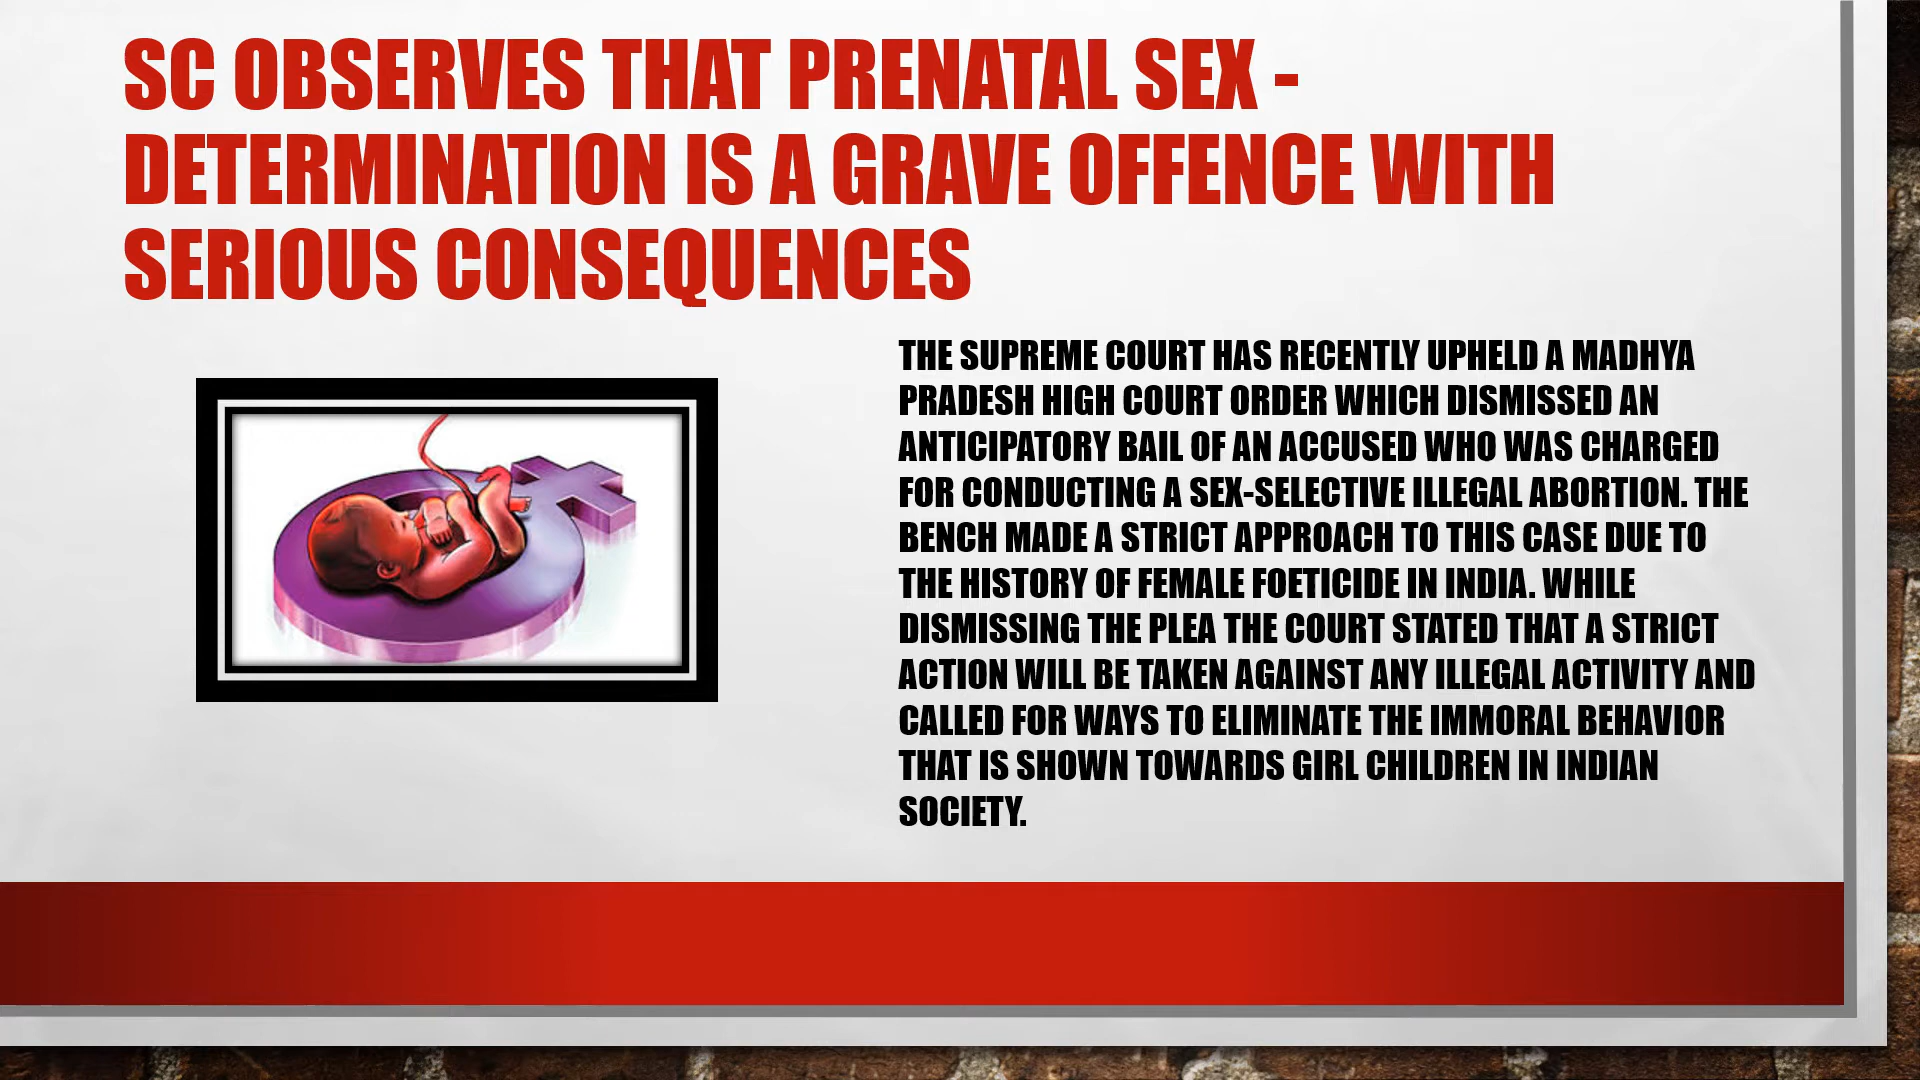 SC OBSERVES THAT PRENATAL SEX -
DETERMINATION IS A GRAVE OFFENCE WITH
SERIOUS CONSEQUENCES
THE SUPREME COURT HAS RECENTLY UPHELD A MADHYA
PRADESH HIGH COURT ORDER WHICH DISMISSED AN
ANTICIPATORY BAIL OF AN ACCUSED WHO WAS CHARGED
FOR CONDUCTING A SEX-SELECTIVE ILLEGAL ABORTION. THE
BENCH MADE A STRICT APPROACH TO THIS CASE DUE TO
THE HISTORY OF FEMALE FOETICIDE IN INDIA. WHILE
DISMISSING THE PLEA THE COURT STATED THAT A STRICT
ACTION WILL BE TAKEN AGAINST ANY ILLEGAL ACTIVITY AND
CALLED FOR WAYS TO ELIMINATE THE IMMORAL BEHAVIOR
THAT IS SHOWN TOWARDS GIRL CHILDREN IN INDIAN
SOCIETY.